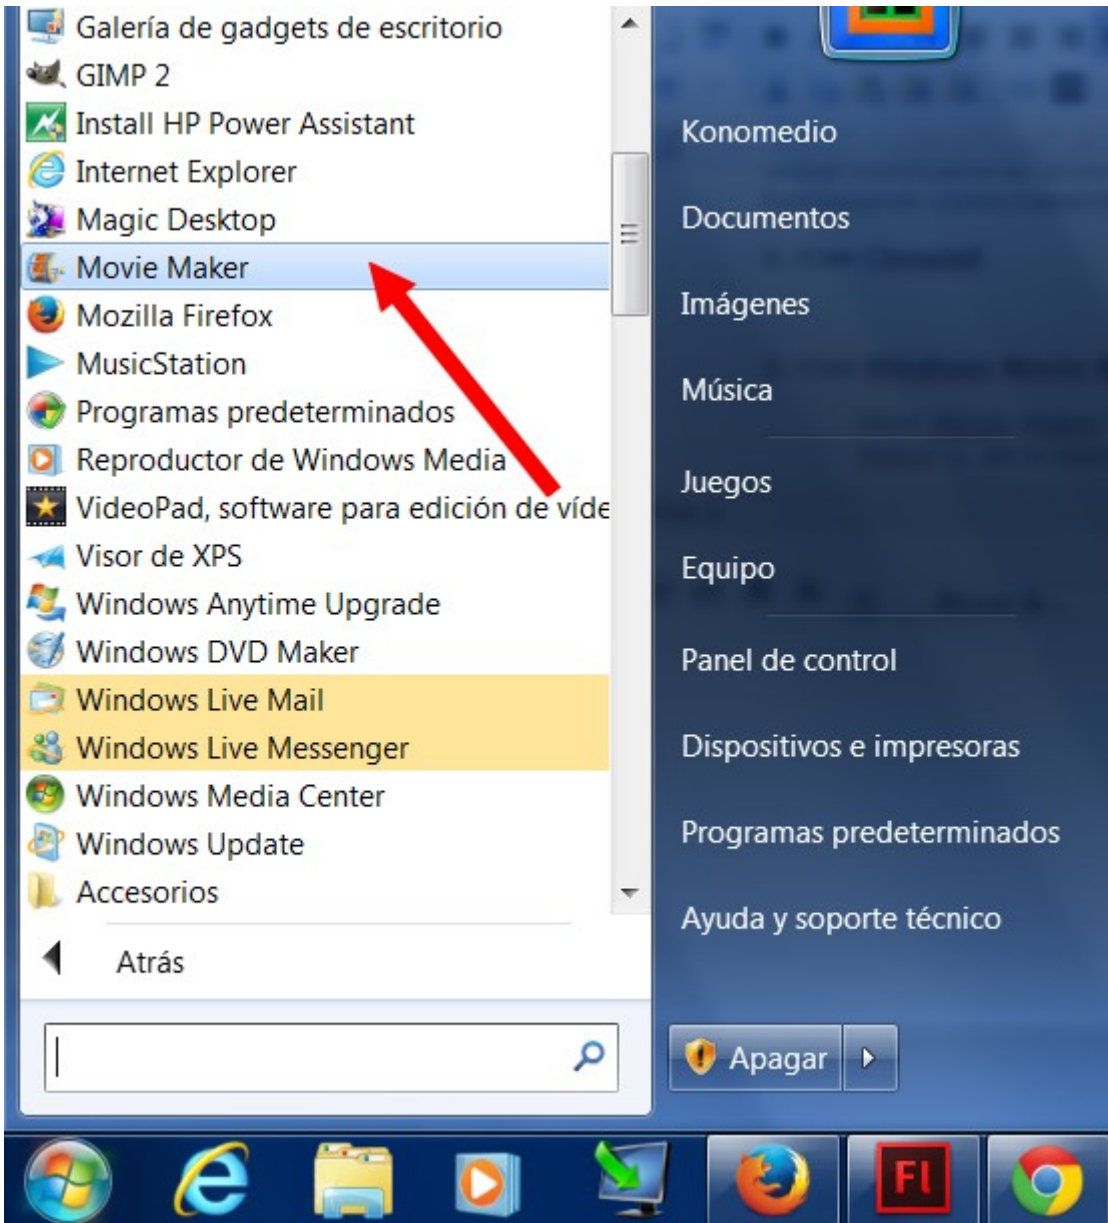 Galería de gadgets de escritorio
GIMP 2
Install HP Power Assistant
Internet Explorer
Magic Desktop
Movie Maker
Mozilla Firefox
MusicStation
Programas predeterminados
Reproductor de Windows Media
VideoPad, software para edición de víde
Visor de XPS
Windows Anytime Upgrade
Windows DVD Maker
Windows Live Mail
Windows Live Messenger
Windows Media Center
Windows Update
Accesorios
Atrás
Konomedio
Documentos
Imágenes
Música
Juegos
Equipo
Panel de control
Dispositivos e impresoras
Programas predeterminados
Ayuda y soporte técnico
Apagar
Fl